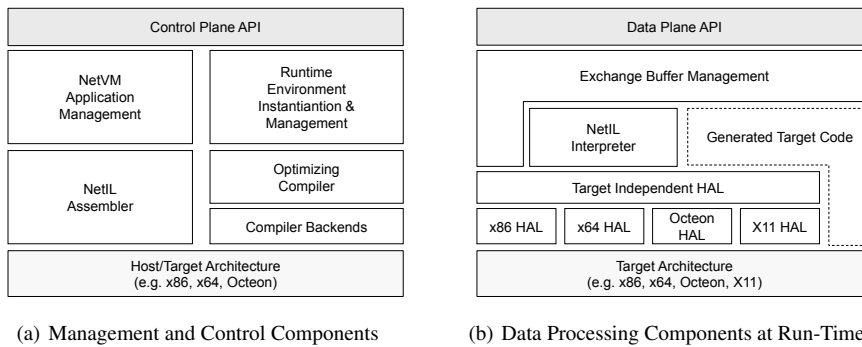 Control Plane API
NetVM
Application
Management
Runtime
Environment
Instantiantion &
Management
NetIL
Assembler
Optimizing
Compiler
Compiler Backends
Host/Target Architecture
(e.g. x86, x64, Octeon)
(a) Management and Control Components
Data Plane API
Exchange Buffer Management
NetIL
Interpreter
Generated Target Code
Target Independent HAL
x86 HAL
x64 HAL
Octeon
HAL
X11 HAL
Target Architecture
(e.g. x86, x64, Octeon, X11)
(b) Data Processing Components at Run-Time